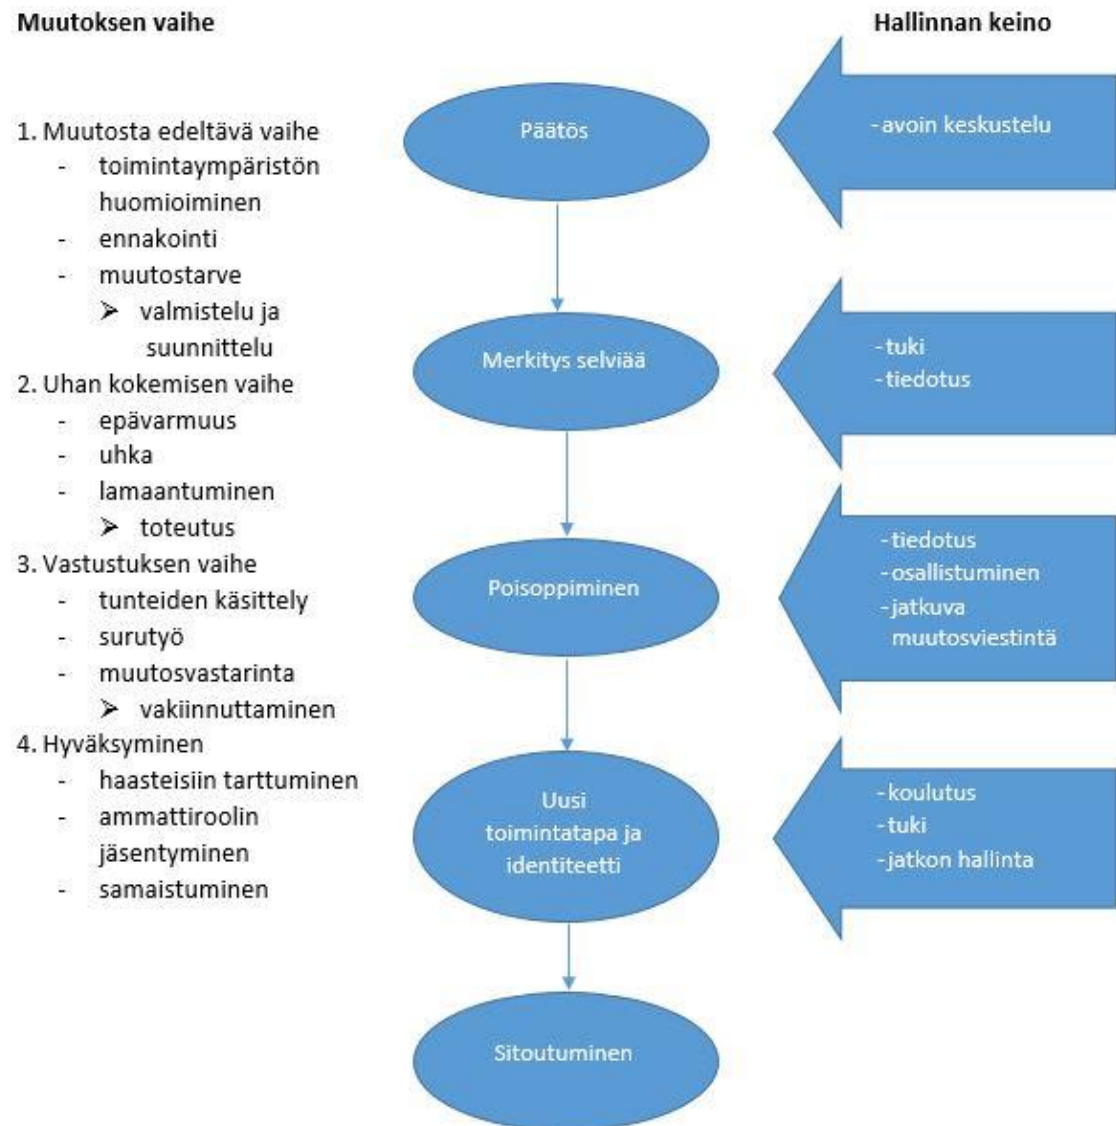 Muutoksen vaihe
1. Muutosta edeltävä vaihe
- toimintaympäristön
huomioiminen
- ennakointi
- muutostarve
➢ valmistelu ja
suunnittelu
2. Uhan kokemisen vaihe
- epävarmuus
- uhka
- lamaantuminen
➢ toteutus
3. Vastustuksen vaihe
- tunteiden käsittely
- surutyö
- muutosvastarinta
➢ vakiinnuttaminen
4. Hyväksyminen
- haasteisiin tarttuminen
- ammattiroolin
jäsentyminen
- samaistuminen
Päätös
Merkitys selviää
Poisoppiminen
Uusi
toimintatapa ja
identiteetti
Sitoutuminen
Hallinnan keino
-avoin keskustelu
-tuki
-tiedotus
-tiedotus
-osallistuminen
-jatkuva
muutosviestintä
-koulutus
-tuki
-jatkon hallinta